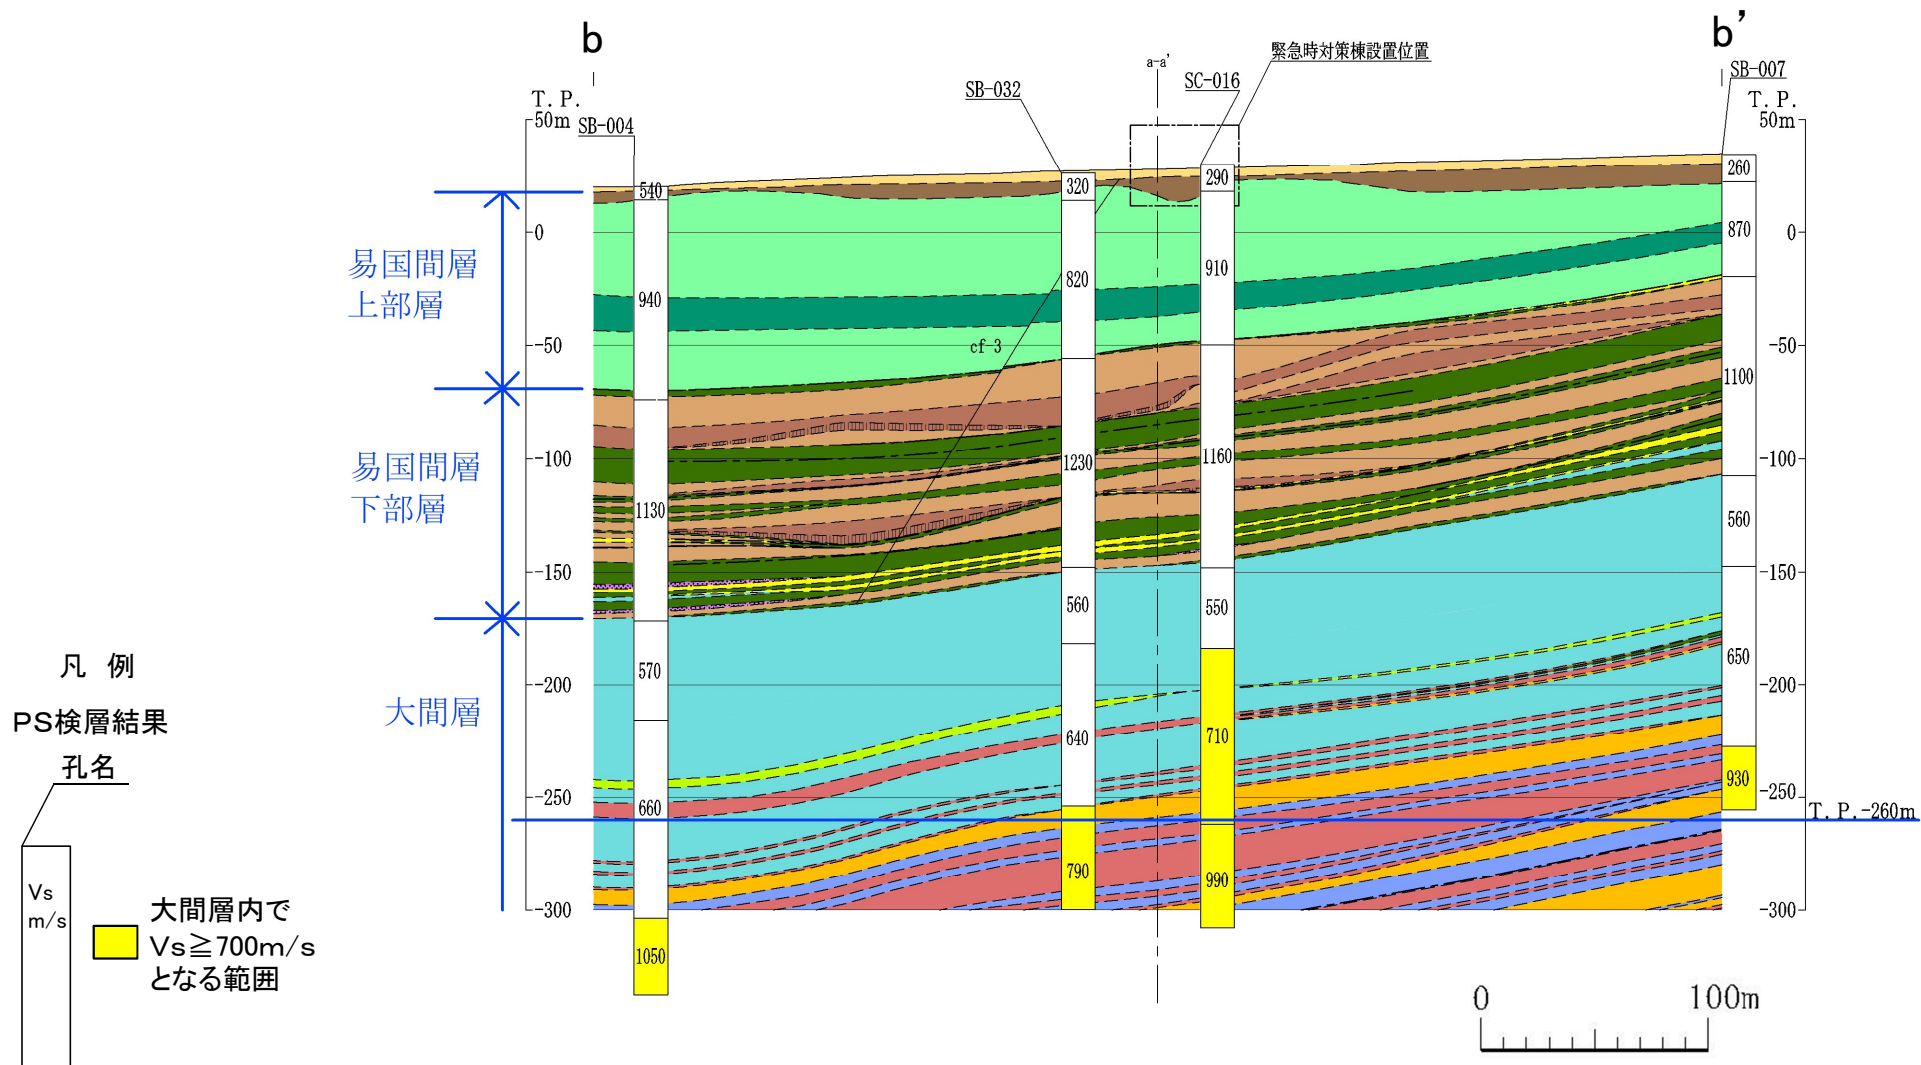 b
b’
緊急時対策棟設置位置
a-a'
SB-032
SC-016
SB-007
T.P.
T.P.
50m
50m
SB-004
540
320
290
260
0
0
870
易国間層
上部層
940
820
910
-50
-50
cf-3
1100
-100
-100
易国間層
下部層
1130
1230
1160
560
-150
-150
560
550
570
650
-200
-200
大間層
640
710
660
930
-250
-250
T.P.-260m
790
990
-300
-300
1050
凡 例
PS検層結果
孔名
Vs
m/s
大間層内で
Vs≧700m/s
となる範囲
0
100m